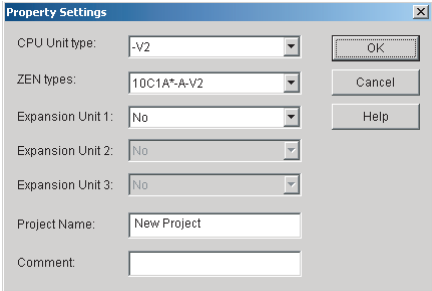 Property Settings
CPU Unit type: -V2 OK
ZEN types: 10C1A*-A-V2 Cancel
Expansion Unit 1: No Help
Expansion Unit 2: No
Expansion Unit 3: No
Project Name: New Project
Comment: